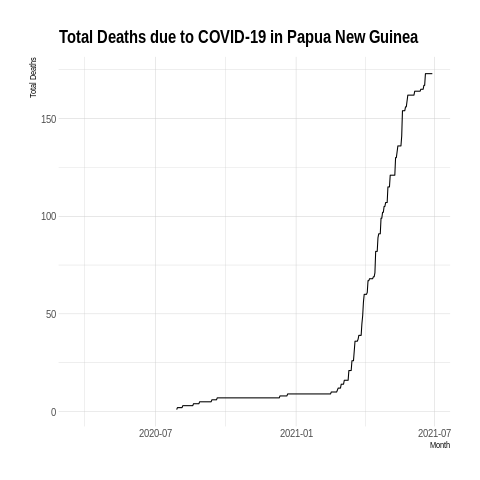 Total Deaths due to COVID-19 in Papua New Guinea
Total Deaths
150
100
50
0
2020-07
2021-01
2021-07
Month